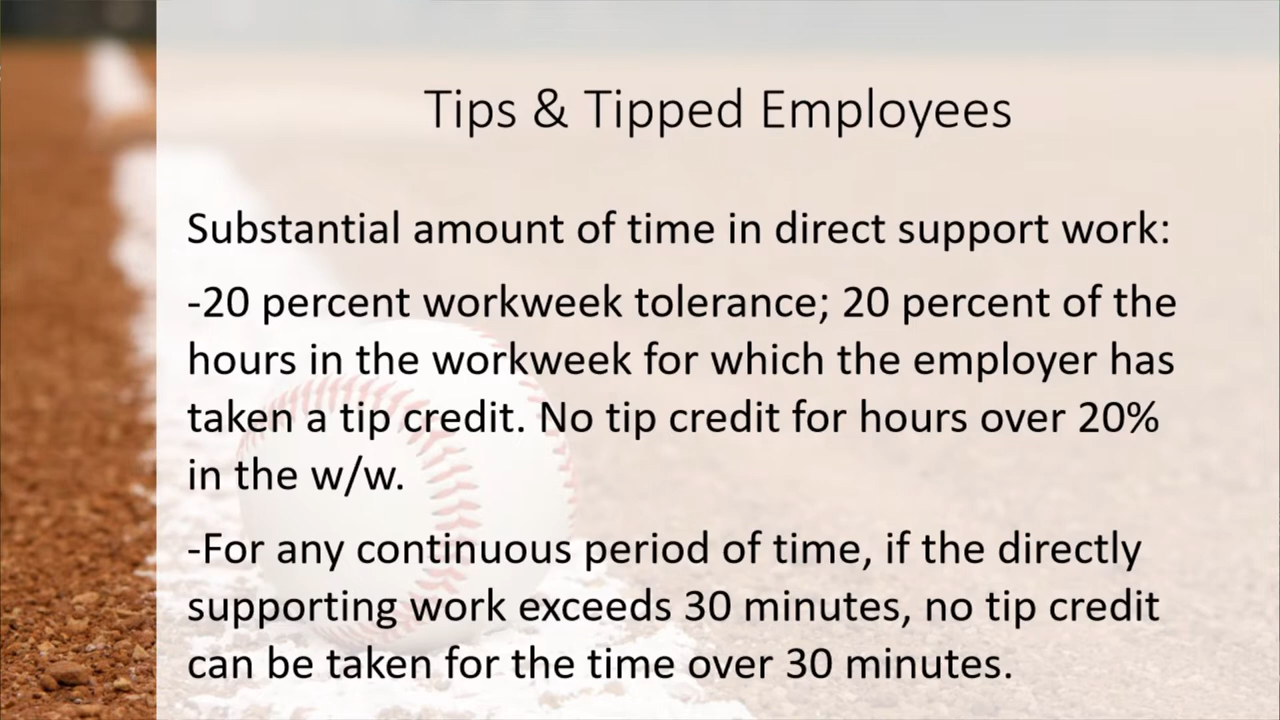 Tips & Tipped Employees
Substantial amount of time in direct support work:
-20 percent workweek tolerance; 20 percent of the
hours in the workweek for which the employer has
taken a tip credit. No tip credit for hours over 20%
in the w/w.
-For any continuous period of time, if the directly
supporting work exceeds 30 minutes, no tip credit
can be taken for the time over 30 minutes.